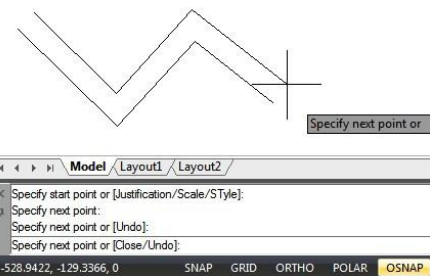 Specify next point or
Model Layout1 Layout2
Specify start point or [Justification/Scale/STyle]:
Specify next point:
Specify next point or [Undo]:
Specify next point or [Close/Undo]:
-528.9422, -129.3366, 0 SNAP GRID ORTHO POLAR OSNAP